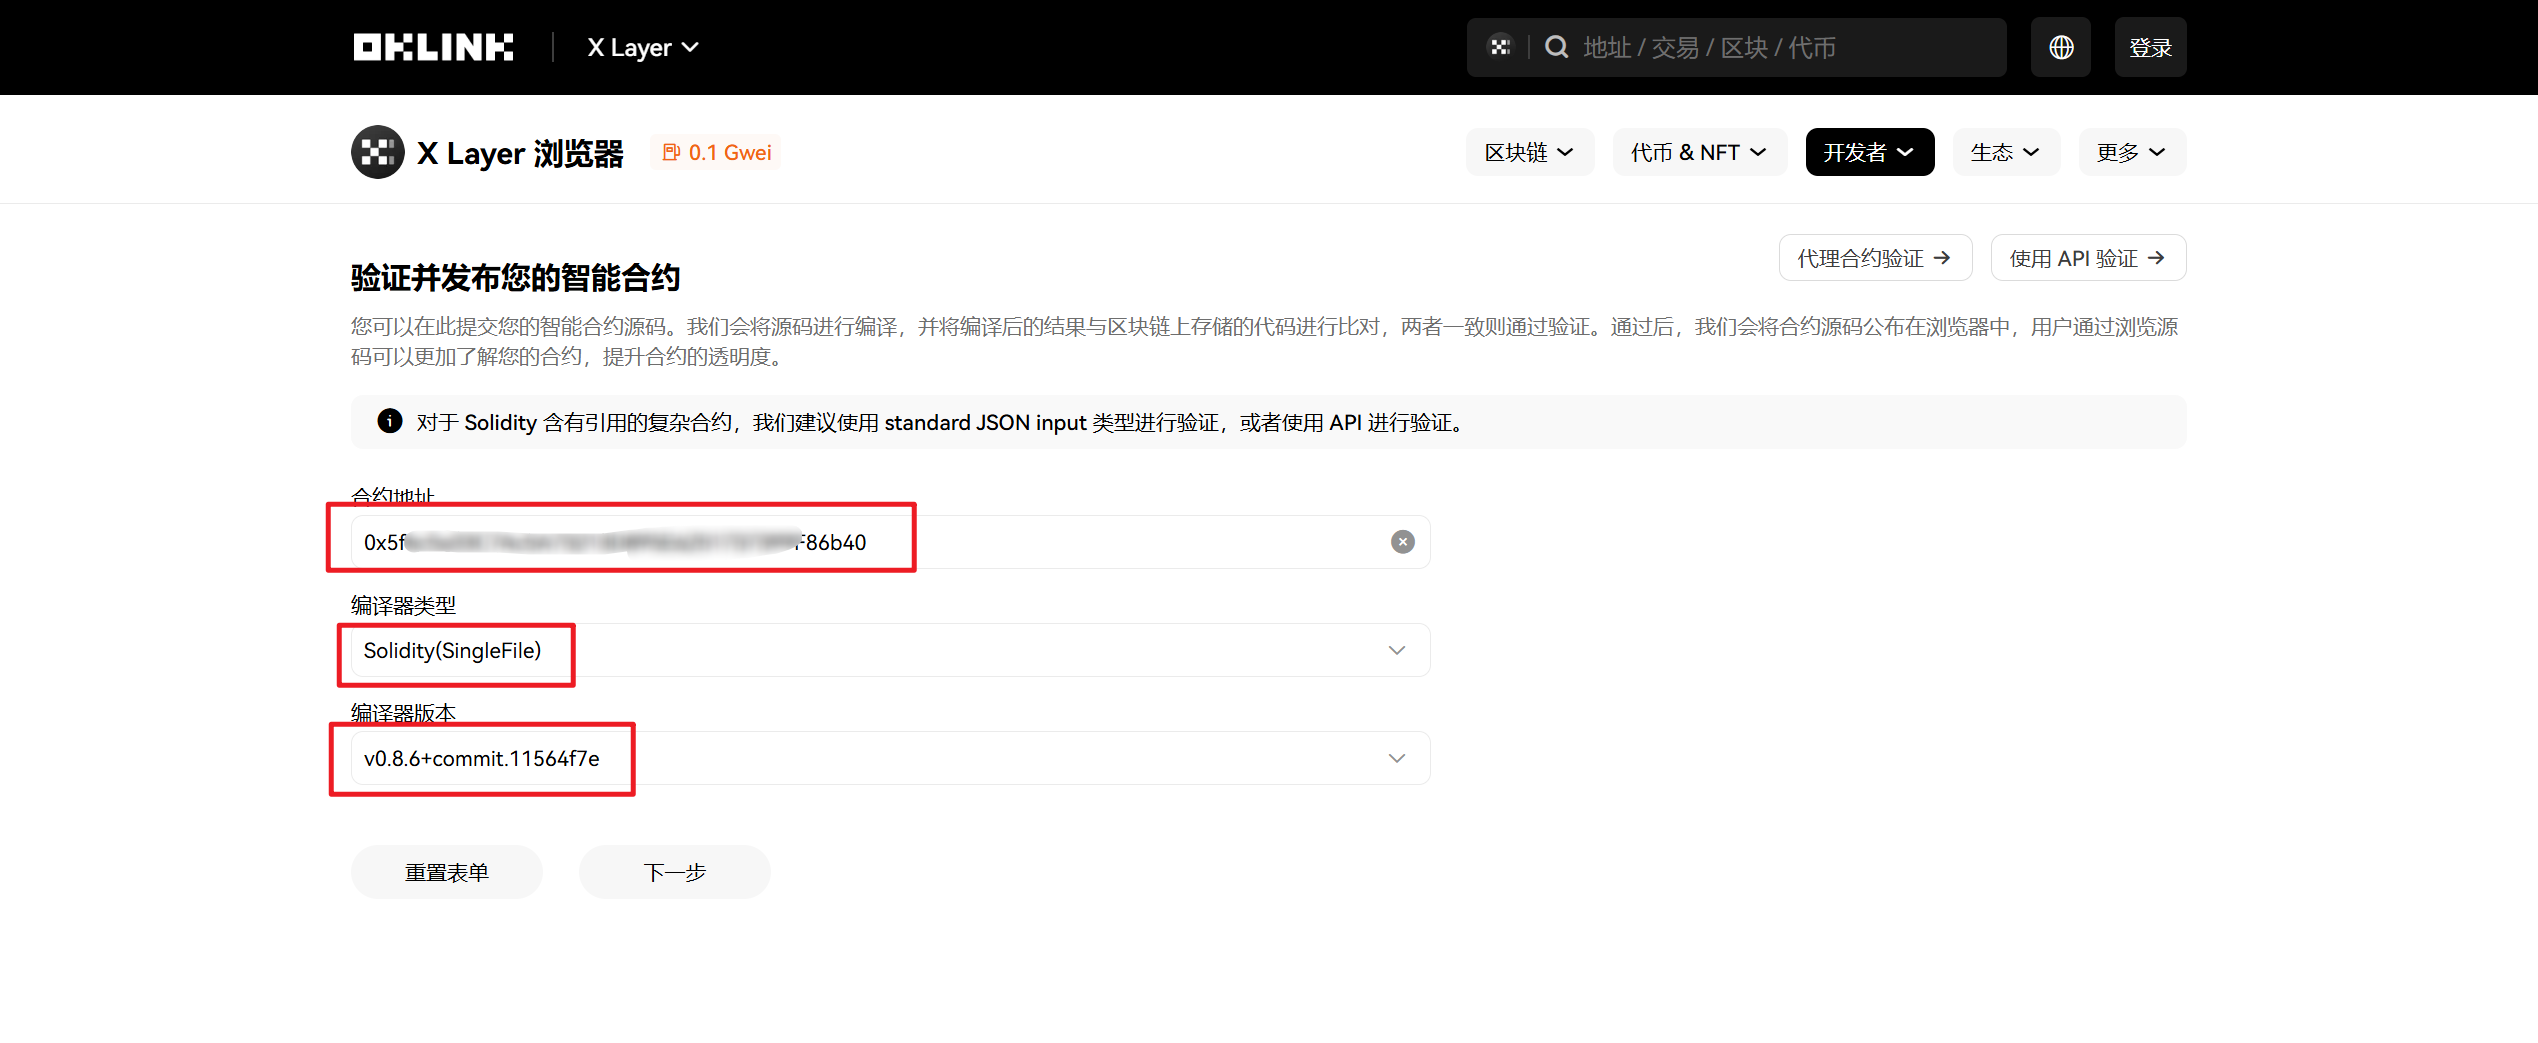 OKLINK
X Layer
地址 / 交易 / 区块 / 代币
登录
X Layer 浏览器
0.1 Gwei
区块链
代币 & NFT
开发者
生态
更多
验证并发布您的智能合约
代理合约验证
使用 API 验证
您可以在此提交您的智能合约源码。我们会将源码进行编译，并将编译后的结果与区块链上存储的代码进行比对，两者一致则通过验证。通过后，我们会将合约源码公布在浏览器中，用户通过浏览源
码可以更加了解您的合约，提升合约的透明度。
对于 Solidity 含有引用的复杂合约，我们建议使用 standard JSON input 类型进行验证，或者使用 API 进行验证。
合约地址
0x5f F86b40
编译器类型
Solidity(SingleFile)
编译器版本
v0.8.6+commit.11564f7e
重置表单
下一步